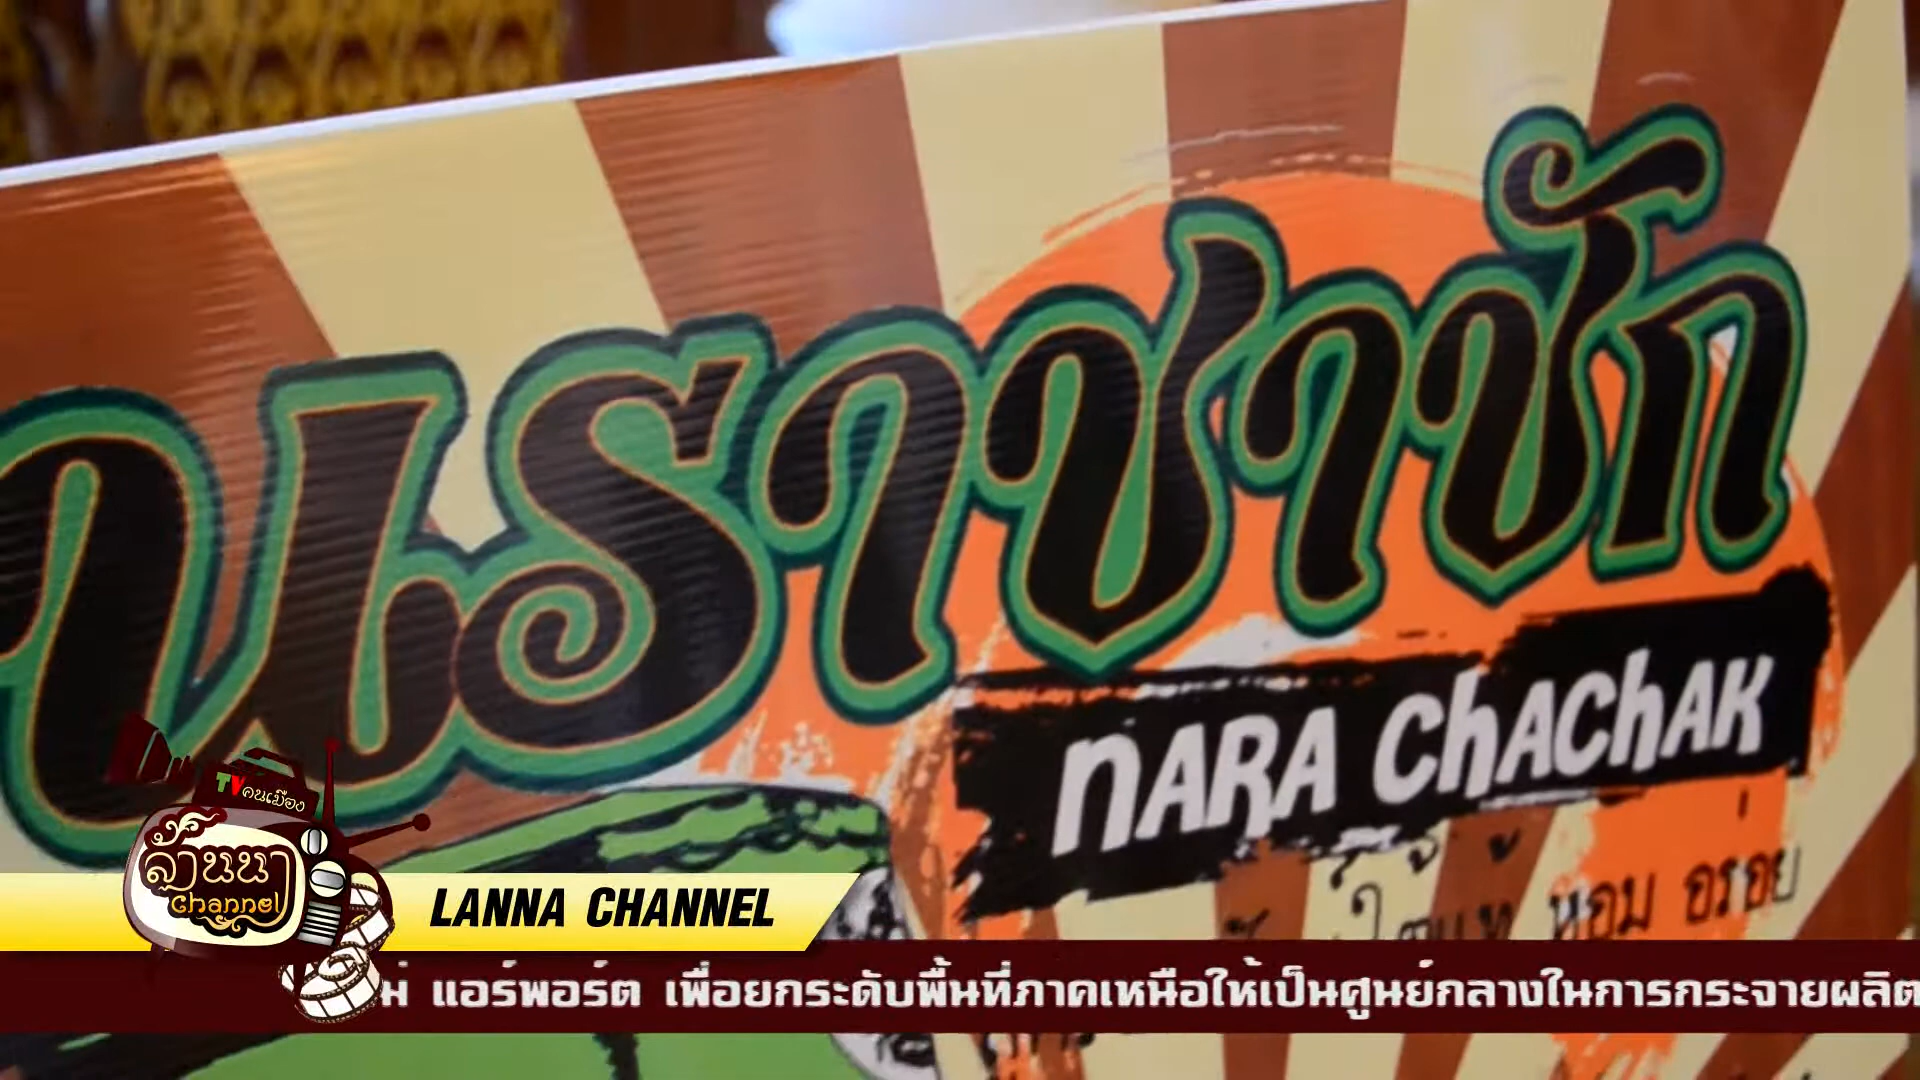 นราชาชัก
NARA ChAChAK
หอม อร่อย
TVคนเมือง
ล้านนา
Channel
LANNA CHANNEL
แอร์พอร์ต เพื่อยกระดับพื้นที่ภาคเหนือให้เป็นศูนย์กลางในการกระจายผลิต